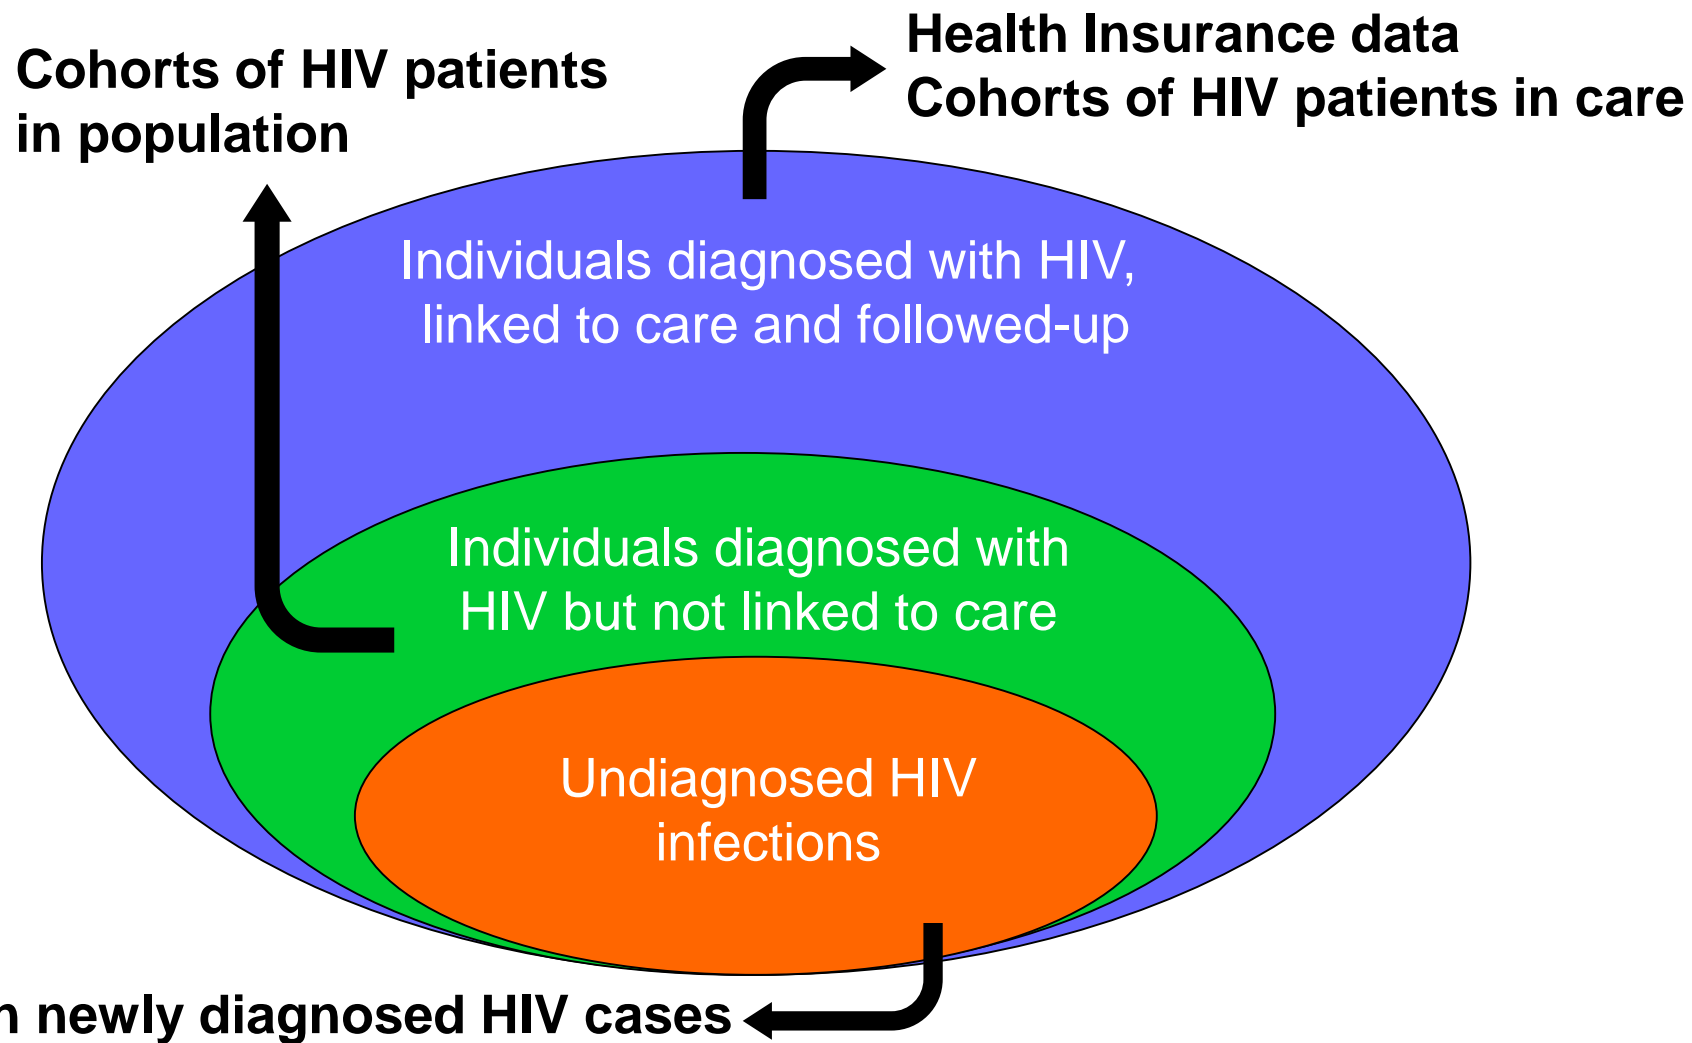 Cohorts of HIV patients
in population
Health Insurance data
Cohorts of HIV patients in care
Individuals diagnosed with HIV,
linked to care and followed-up
Individuals diagnosed with
HIV but not linked to care
Undiagnosed HIV
infections
newly diagnosed HIV cases